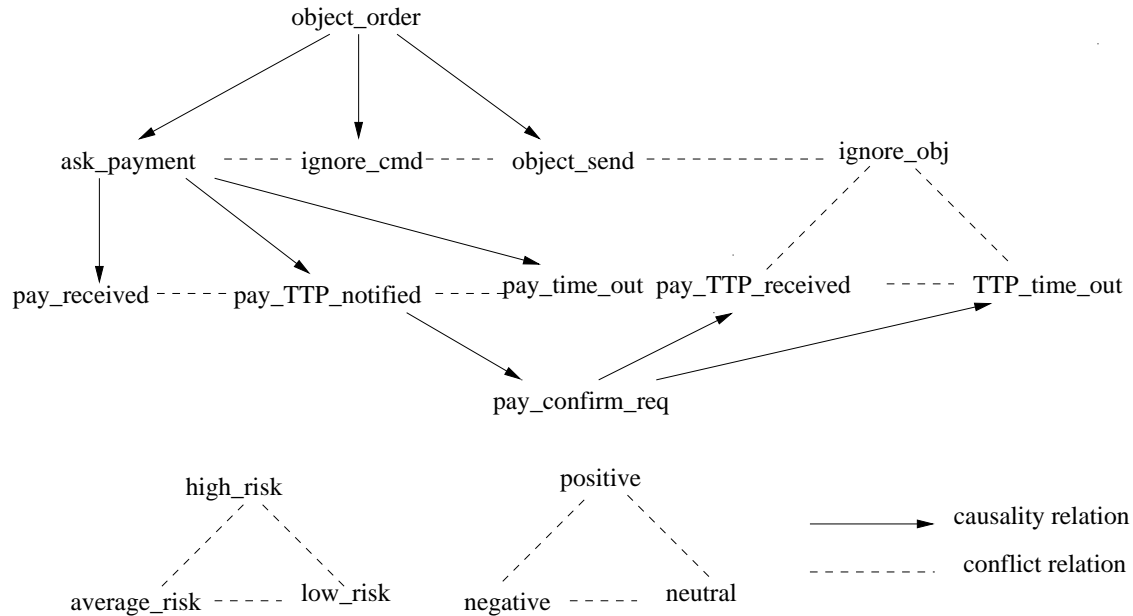 object_order
ask_payment
ignore_cmd
object_send
ignore_obj
pay_received
pay_TTP_notified
pay_time_out
pay_TTP_received
TTP_time_out
pay_confirm_req
high_risk
average_risk
low_risk
positive
negative
neutral
causality relation
conflict relation